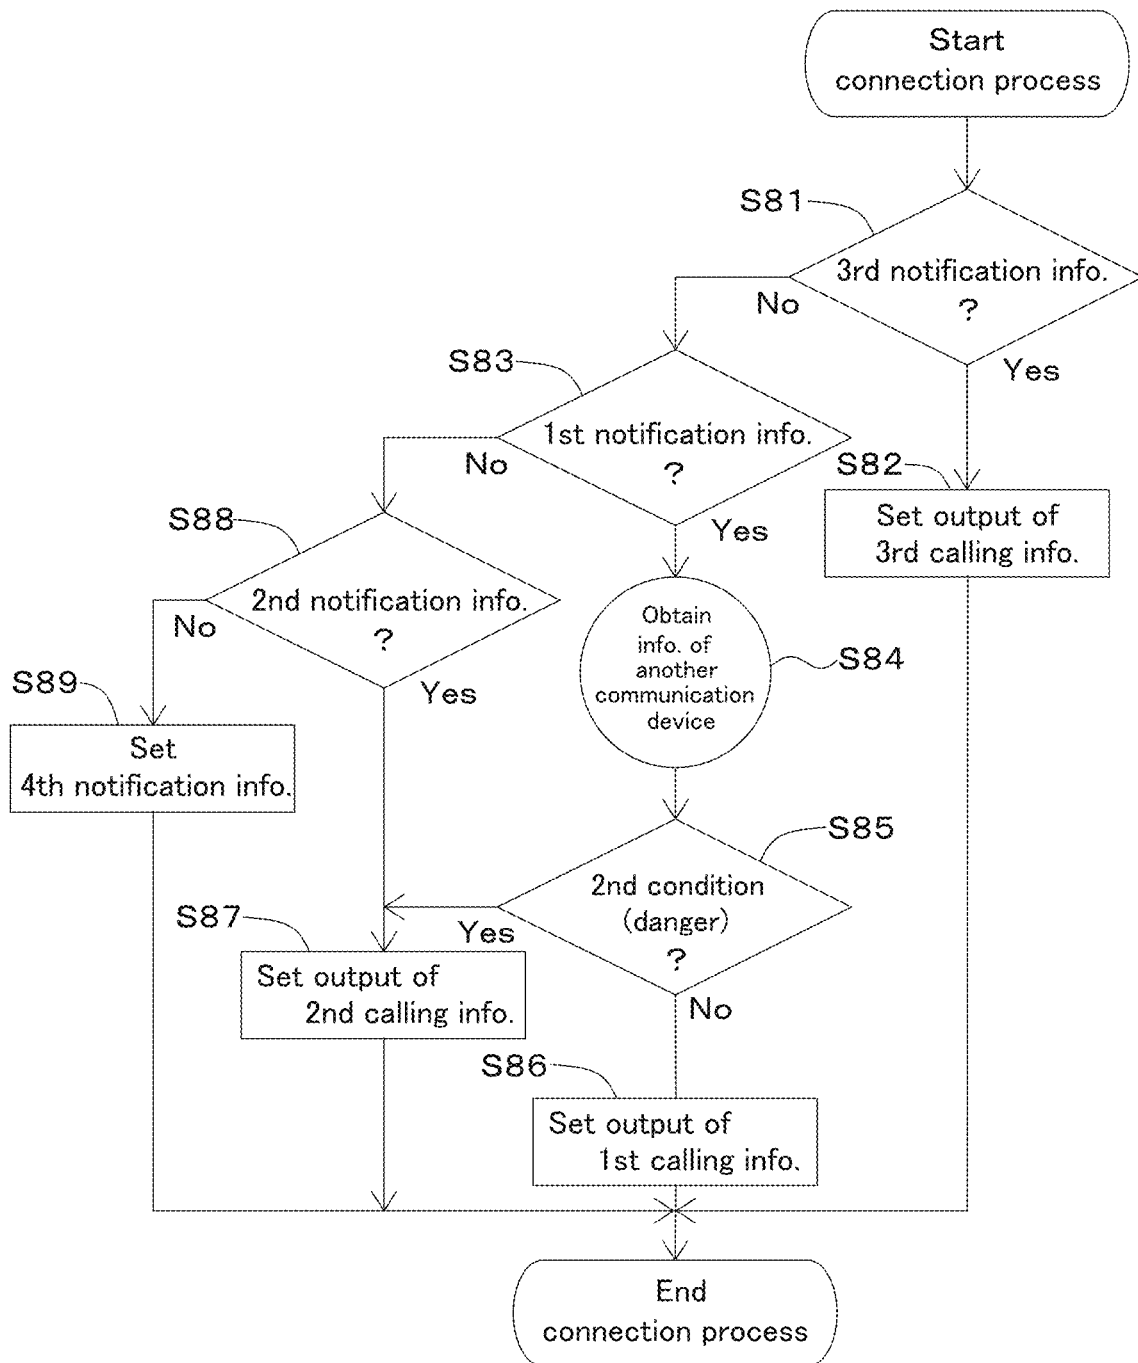 Start
connection process
S81
3rd notification info.
?
No
Yes
S83
1st notification info.
?
No
Yes
S82
Set output of
3rd calling info.
S88
2nd notification info.
?
No
Yes
Obtain
info. of
another
communication
device
S84
S89
Set
4th notification info.
S85
2nd condition
(danger)
?
Yes
No
S87
Set output of
2nd calling info.
S86
Set output of
1st calling info.
End
connection process